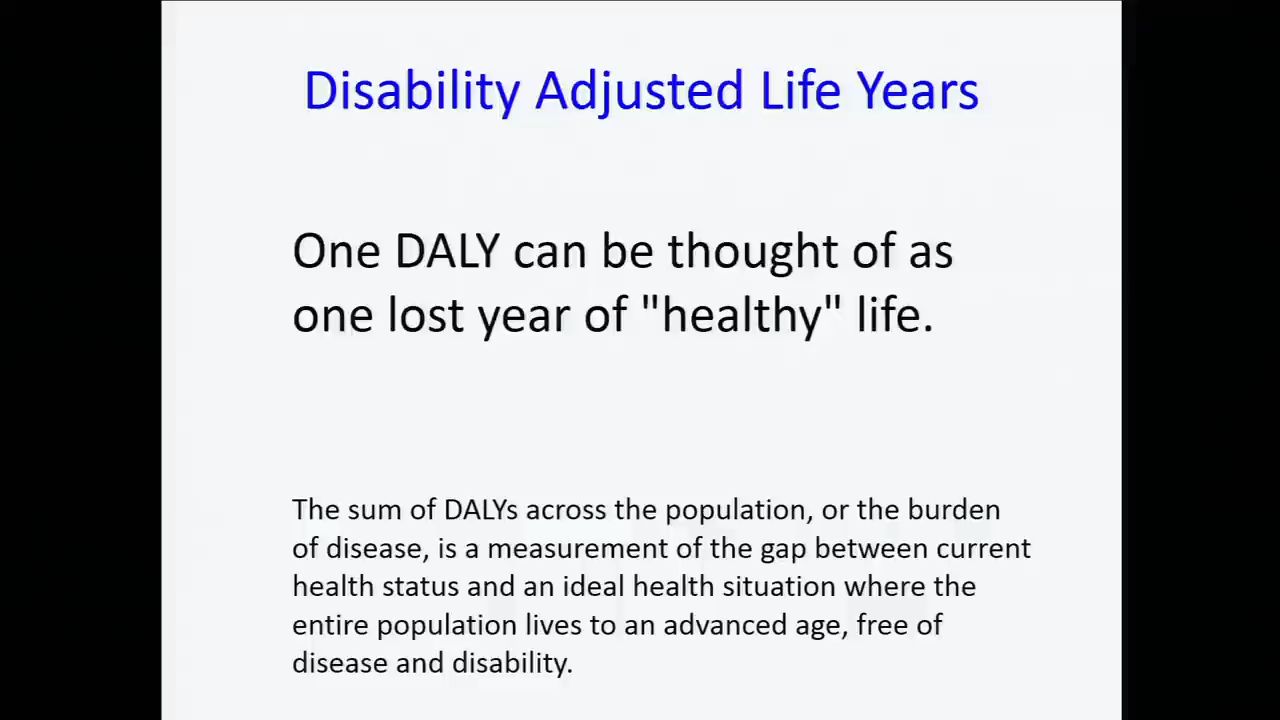 Disability Adjusted Life Years
One DALY can be thought of as
one lost year of "healthy" life.
The sum of DALYs across the population, or the burden
of disease, is a measurement of the gap between current
health status and an ideal health situation where the
entire population lives to an advanced age, free of
disease and disability.